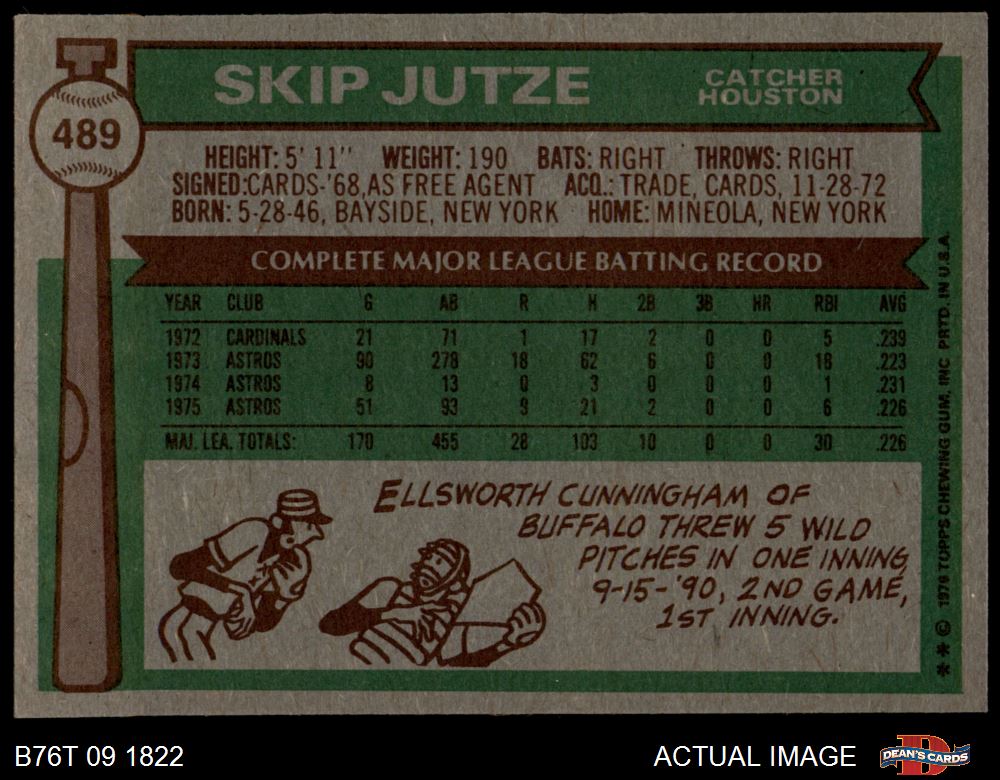 489
SKIP JUTZE
CATCHER
HOUSTON
HEIGHT: 5' 11" WEIGHT: 190 BATS: RIGHT THROWS: RIGHT
SIGNED:CARDS-'68,AS FREE AGENT ACQ.: TRADE, CARDS, 11-28-72
BORN: 5-28-46, BAYSIDE, NEW YORK HOME: MINEOLA, NEW YORK
COMPLETE MAJOR LEAGUE BATTING RECORD
YEAR CLUB G AB R H 2B 3B HR RBI AVG
1972 CARDINALS 21 71 1 17 2 0 0 5 .239
1973 ASTROS 90 278 18 62 6 0 0 18 .223
1974 ASTROS 8 13 0 3 0 0 0 1 .231
1975 ASTROS 51 93 9 21 2 0 0 6 .226
MAJ. LEA. TOTALS: 170 455 28 103 10 0 0 30 .226
ELLSWORTH CUNNINGHAM OF
BUFFALO THREW 5 WILD
PITCHES IN ONE INNING,
9-15-'90, 2ND GAME,
1ST INNING.
* * © 1976 TOPPS CHEWING GUM, INC PRTD. IN U.S.A.
B76T 09 1822
ACTUAL IMAGE
D
DEAN'S CARDS